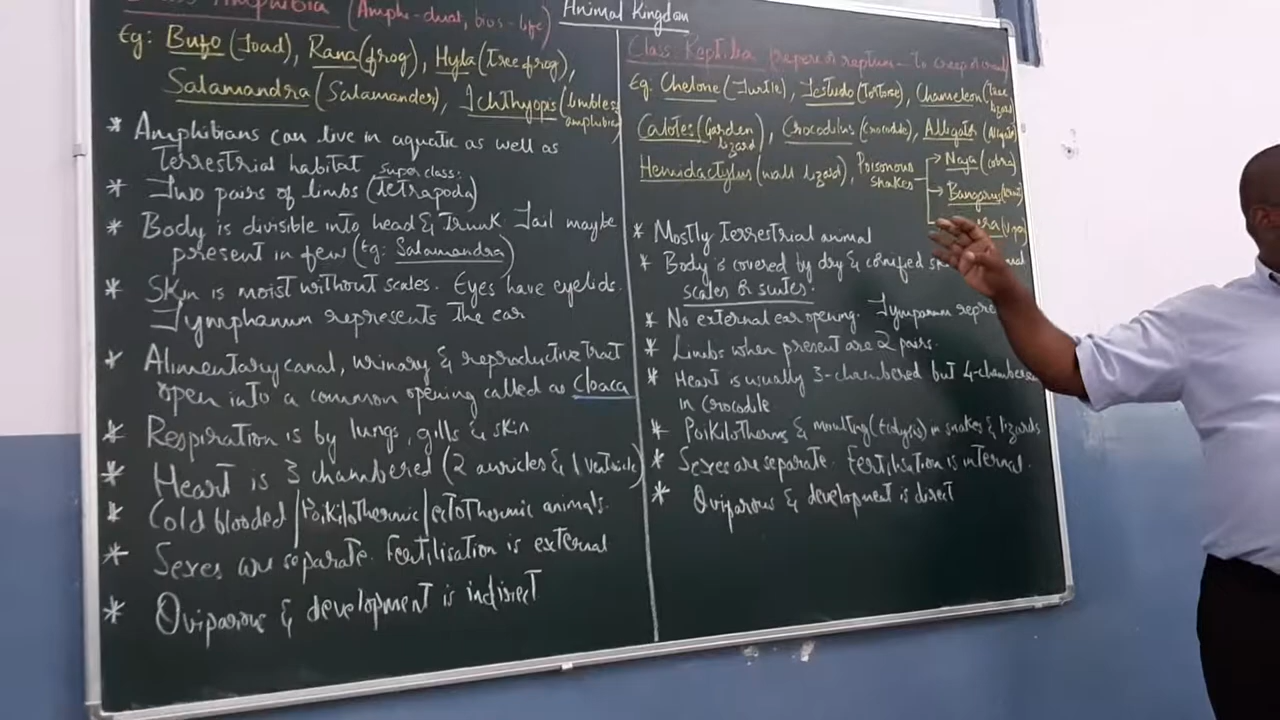 Animal Kingdom
Amphibia (Amphi-dual, bios-life)
Eg: Bufo (Toad), Rana (frog), Hyla (Tree frog),
Salamandra (Salamander), Ichthyopis (limbless
amphibia)
* Amphibians can live in aquatic as well as
Terrestrial habitat
super class:
* Two pairs of limbs (Tetrapoda)
* Body is divisible into head & Trunk. Tail maybe
present in few (Eg: Salamandra)
* Skin is moist without scales. Eyes have eyelids.
Tymphanum represents the ear
* Alimentary canal, urinary & reproductive trait
open into a common opening called as Cloaca
* Respiration is by lungs, gills & skin
* Heart is 3 chambered (2 auricles & 1 ventricle)
* Cold blooded / Poikilothermic / ectothermic animals.
* Sexes are separate. Fertilisation is external
* Oviparous & development is indirect
Class: Reptilia To creep
Eg: Chelone (Turtle), Testudo (Tortoise), Chameleon (Tree
lizard)
Calotes (Garden
lizard), Crocodilus (Crocodile), Alligator
Hemidactylus (wall lizard), Poisonous
snakes
Naja (cobra)
Bangarus
* Mostly Terrestrial animal
* Body is covered by dry & cornified
scales & scutes.
* No external ear opening. Tympanum
* Limbs when present are 2 pairs.
* Heart is usually 3-chambered but 4-chambers
in Crocodile
* Poikilotherms & moulting (Ecdysis) in snakes & lizards
* Sexes are separate. Fertilisation is internal.
* Oviparous & development is direct